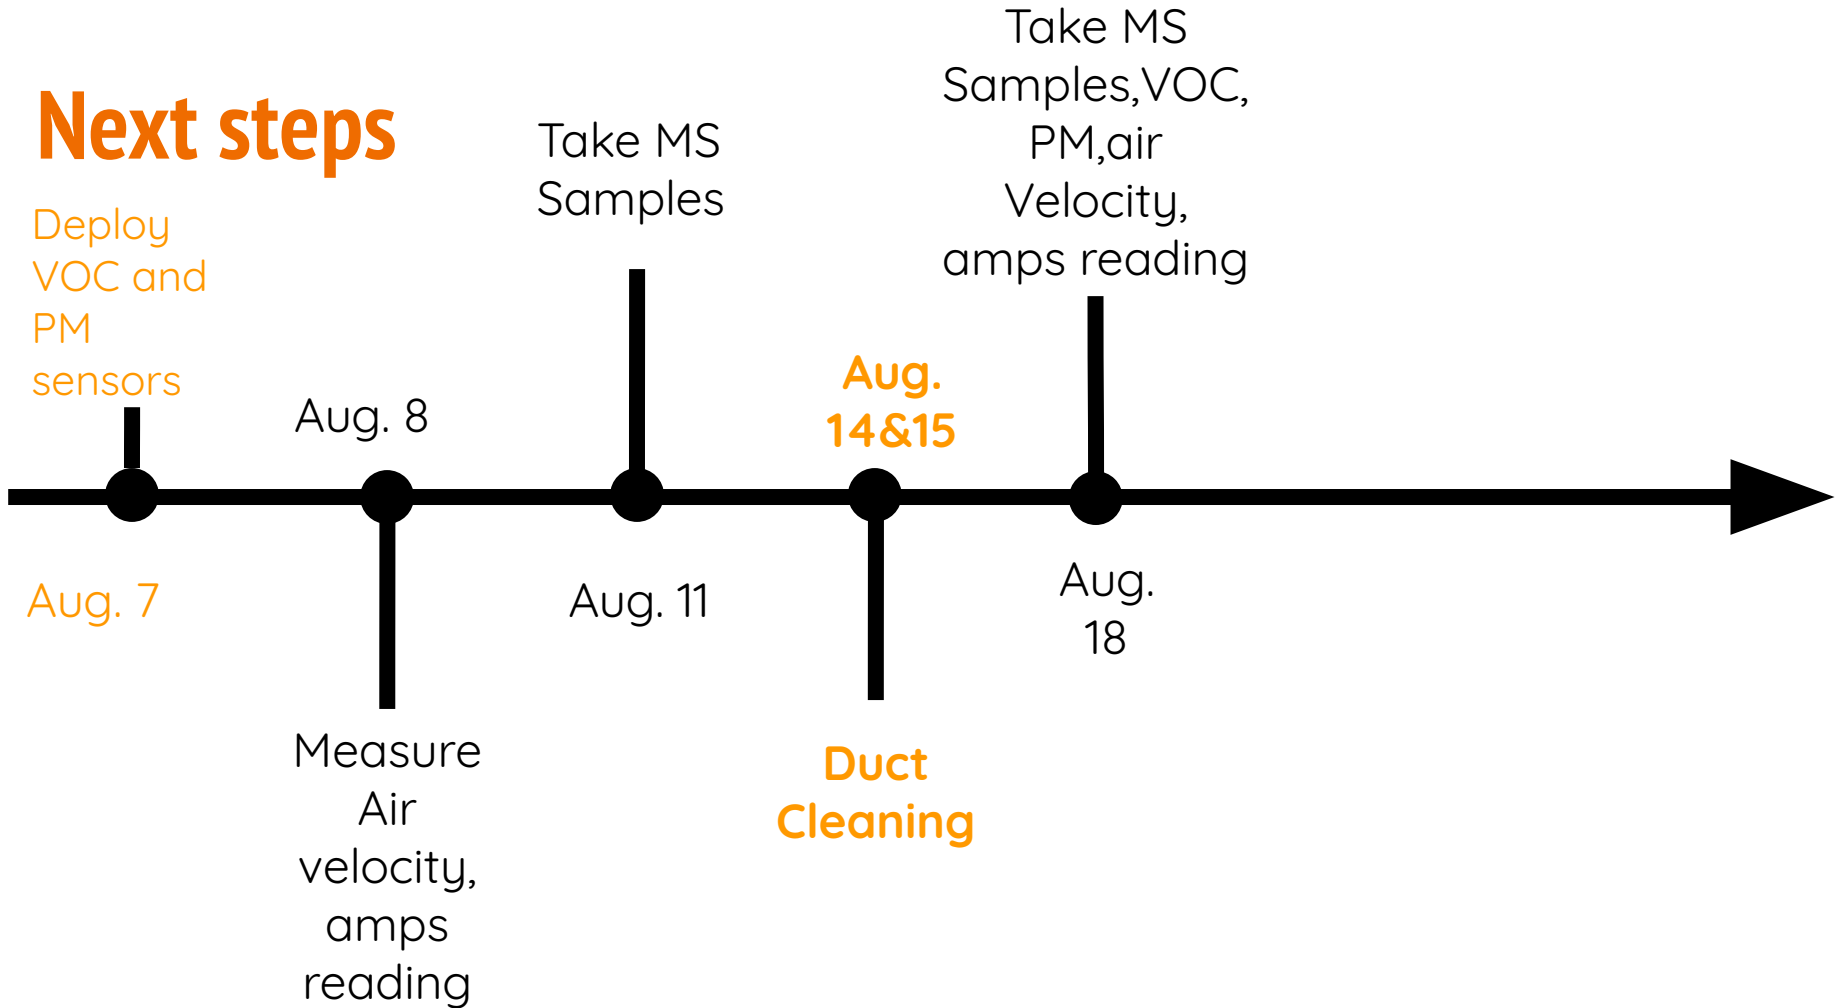 Next steps
Deploy
VOC and
PM
sensors
Aug. 7
Aug. 8
Measure
Air
velocity,
amps
reading
Take MS
Samples
Aug. 11
Aug.
14&15
Duct
Cleaning
Take MS
Samples,VOC,
PM,air
Velocity,
amps reading
Aug.
18